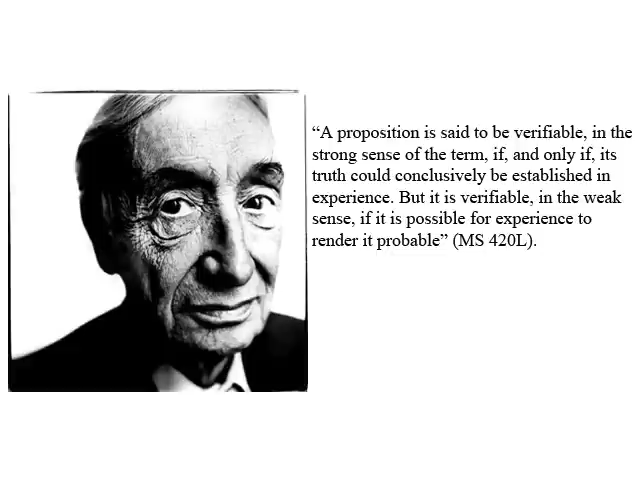 “A proposition is said to be verifiable, in the
strong sense of the term, if, and only if, its
truth could conclusively be established in
experience. But it is verifiable, in the weak
sense, if it is possible for experience to
render it probable” (MS 420L).